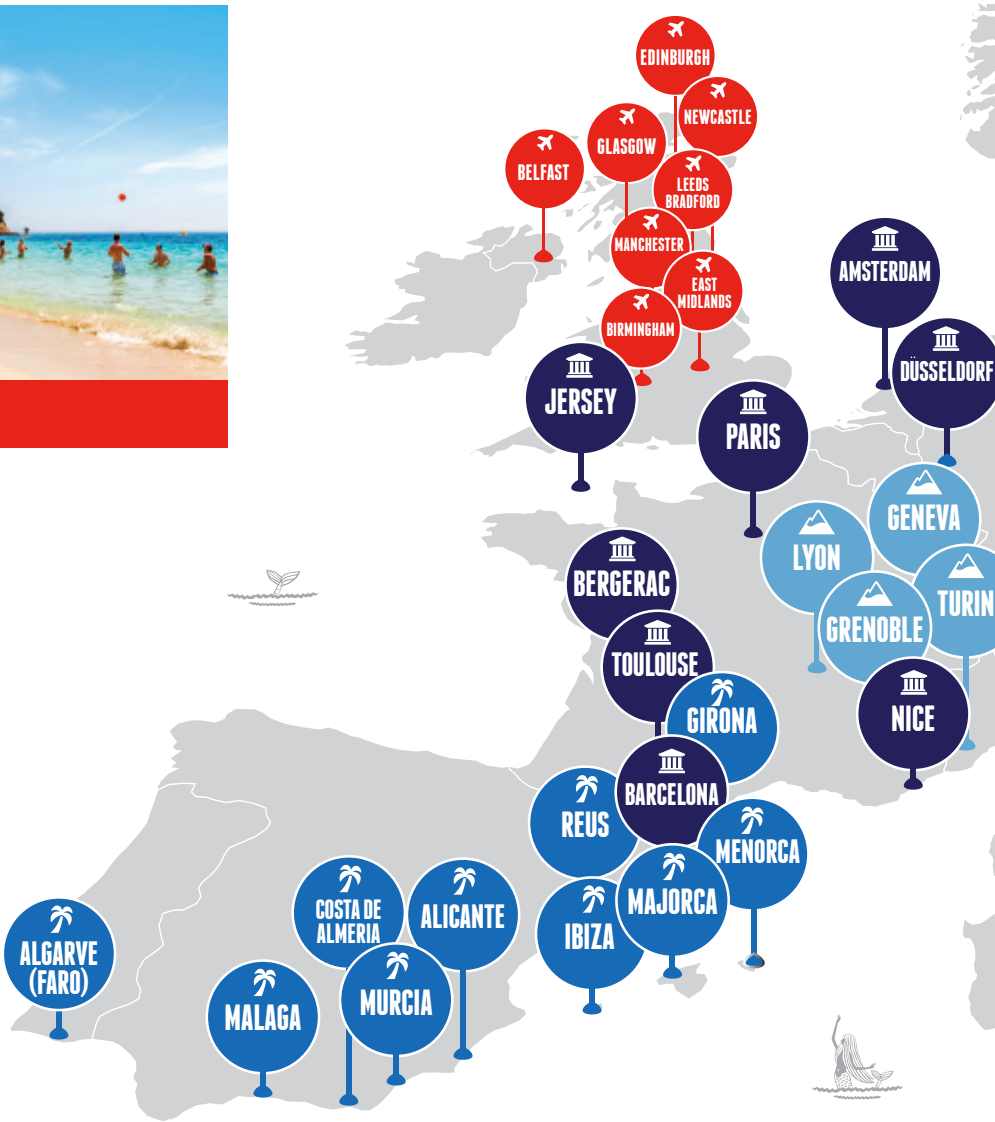 EDINBURGH
NEWCASTLE
GLASGOW
BELFAST
LEEDS
BRADFORD
MANCHESTER
EAST
MIDLANDS
BIRMINGHAM
AMSTERDAM
DÜSSELDORF
JERSEY
PARIS
GENEVA
LYON
BERGERAC
TURIN
GRENOBLE
TOULOUSE
GIRONA
NICE
BARCELONA
REUS
MENORCA
MAJORCA
COSTA DE
ALMERIA
ALICANTE
IBIZA
ALGARVE
(FARO)
MALAGA
MURCIA